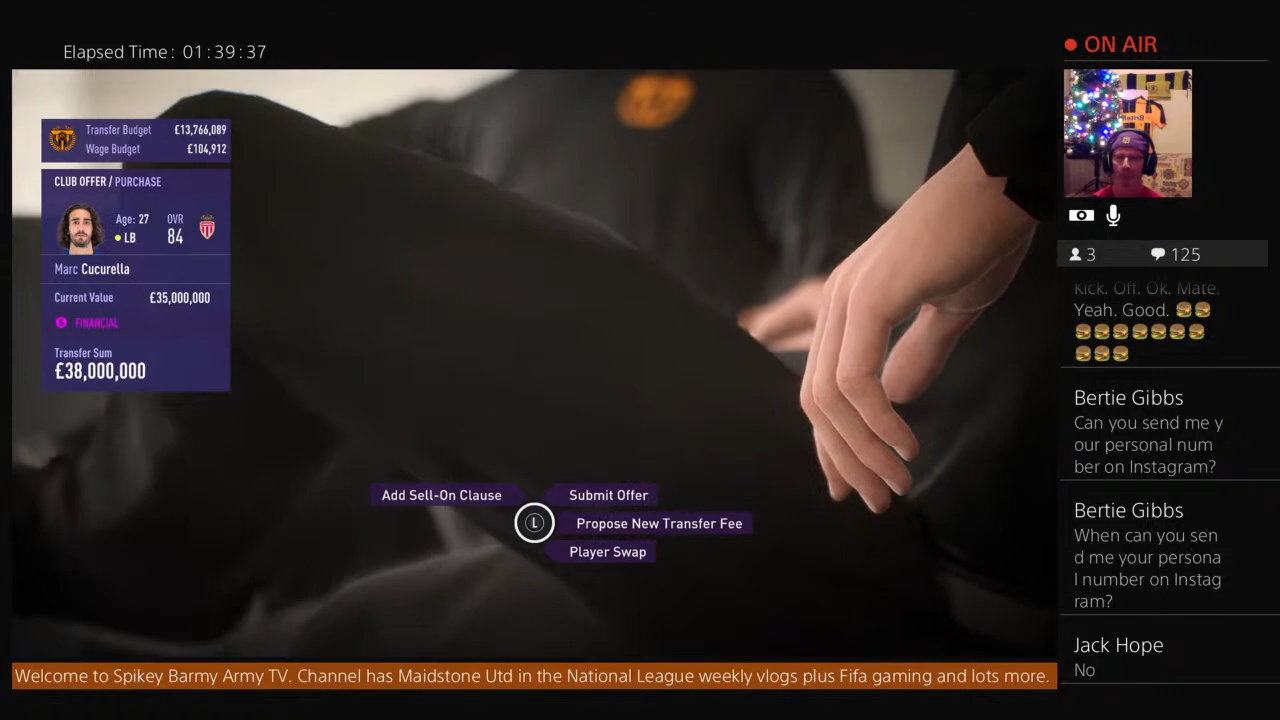 Elapsed Time: 01:39:37
ON AIR
Transfer Budget £13,766,089
Wage Budget £104,912
CLUB OFFER / PURCHASE
Age: 27 OVR
LB 84
Marc Cucurella
Current Value £35,000,000
$ FINANCIAL
Transfer Sum
£38,000,000
Add Sell-On Clause
Submit Offer
L
Propose New Transfer Fee
Player Swap
3 125
Kick. Off. Ok. Mate.
Yeah. Good. 🍔🍔
🍔🍔🍔🍔🍔🍔🍔
🍔🍔🍔
Bertie Gibbs
Can you send me y
our personal num
ber on Instagram?
Bertie Gibbs
When can you sen
d me your persona
l number on Instag
ram?
Jack Hope
No
Welcome to Spikey Barmy Army TV. Channel has Maidstone Utd in the National League weekly vlogs plus Fifa gaming and lots more.